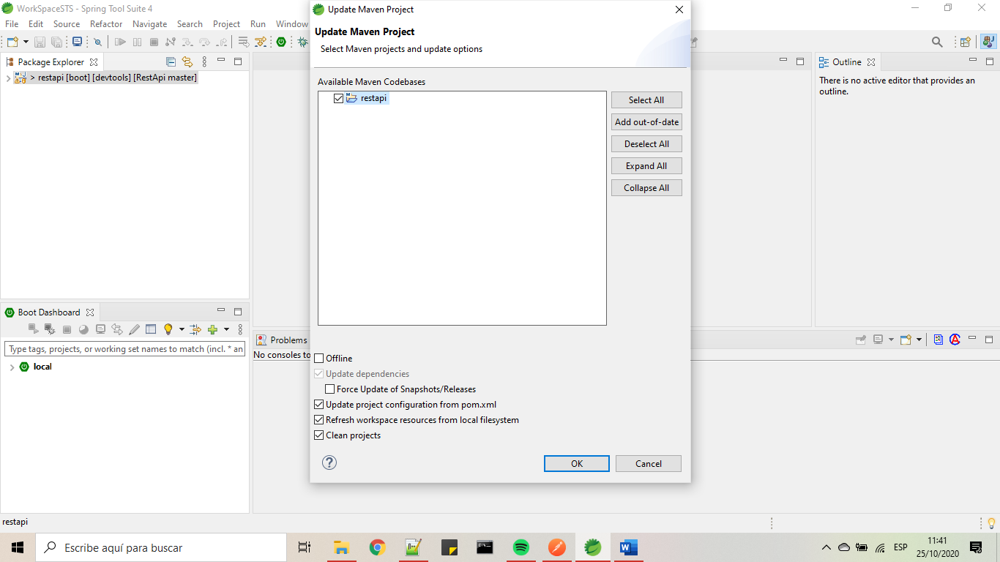 WorkSpaceSTS - Spring Tool Suite 4
File Edit Source Refactor Navigate Search Project Run Window
Package Explorer
> restapi [boot] [devtools] [RestApi master]
Update Maven Project
Update Maven Project
Select Maven projects and update options
Available Maven Codebases
restapi
Select All
Add out-of-date
Deselect All
Expand All
Collapse All
Offline
Update dependencies
Force Update of Snapshots/Releases
Update project configuration from pom.xml
Refresh workspace resources from local filesystem
Clean projects
?
OK
Cancel
Outline
There is no active editor that provides an
outline.
Boot Dashboard
Type tags, projects, or working set names to match (incl. * an
local
Problems
No consoles to
restapi
Escribe aquí para buscar
ESP
11:41
25/10/2020